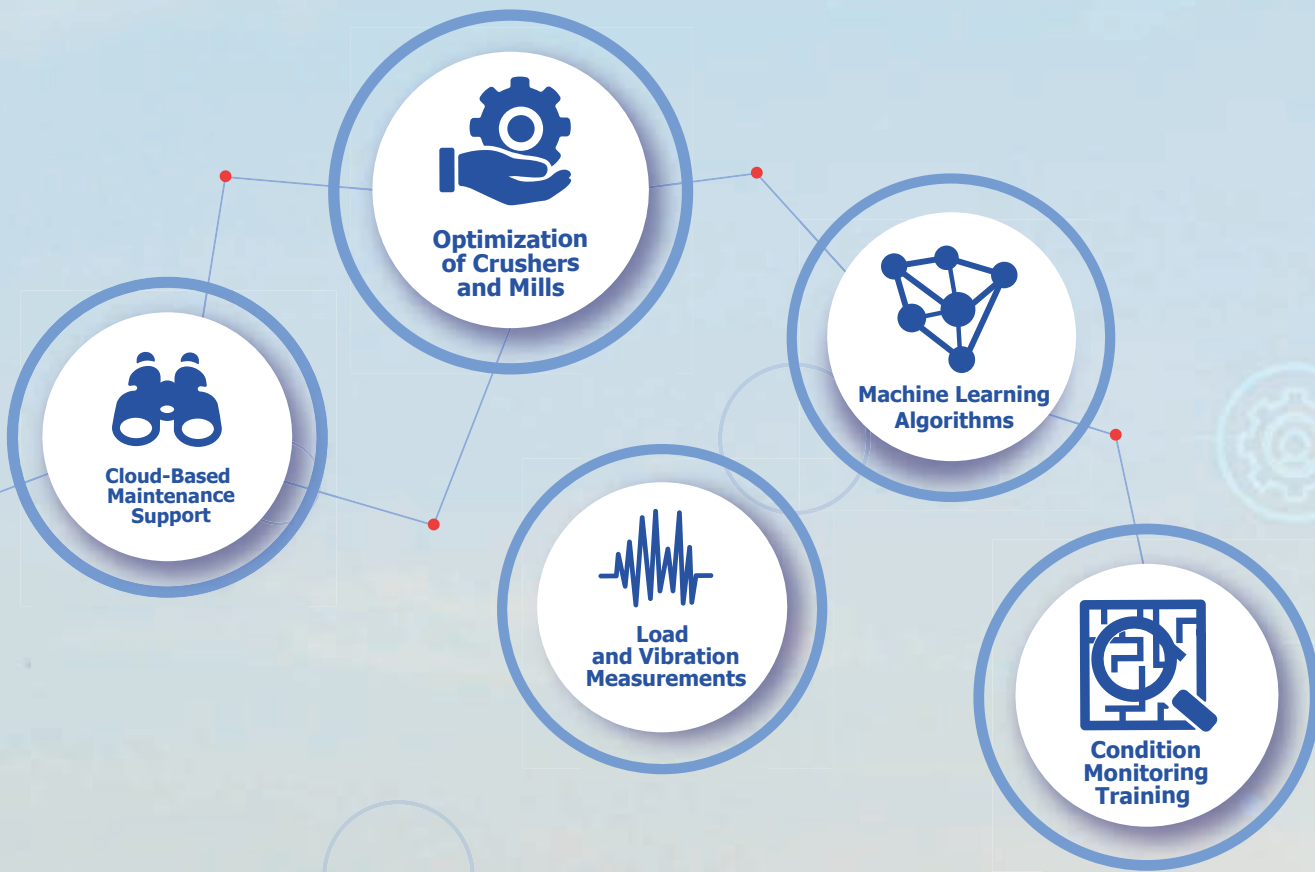 Optimization
of Crushers
and Mills
Machine Learning
Algorithms
Cloud-Based
Maintenance
Support
Load
and Vibration
Measurements
Condition
Monitoring
Training